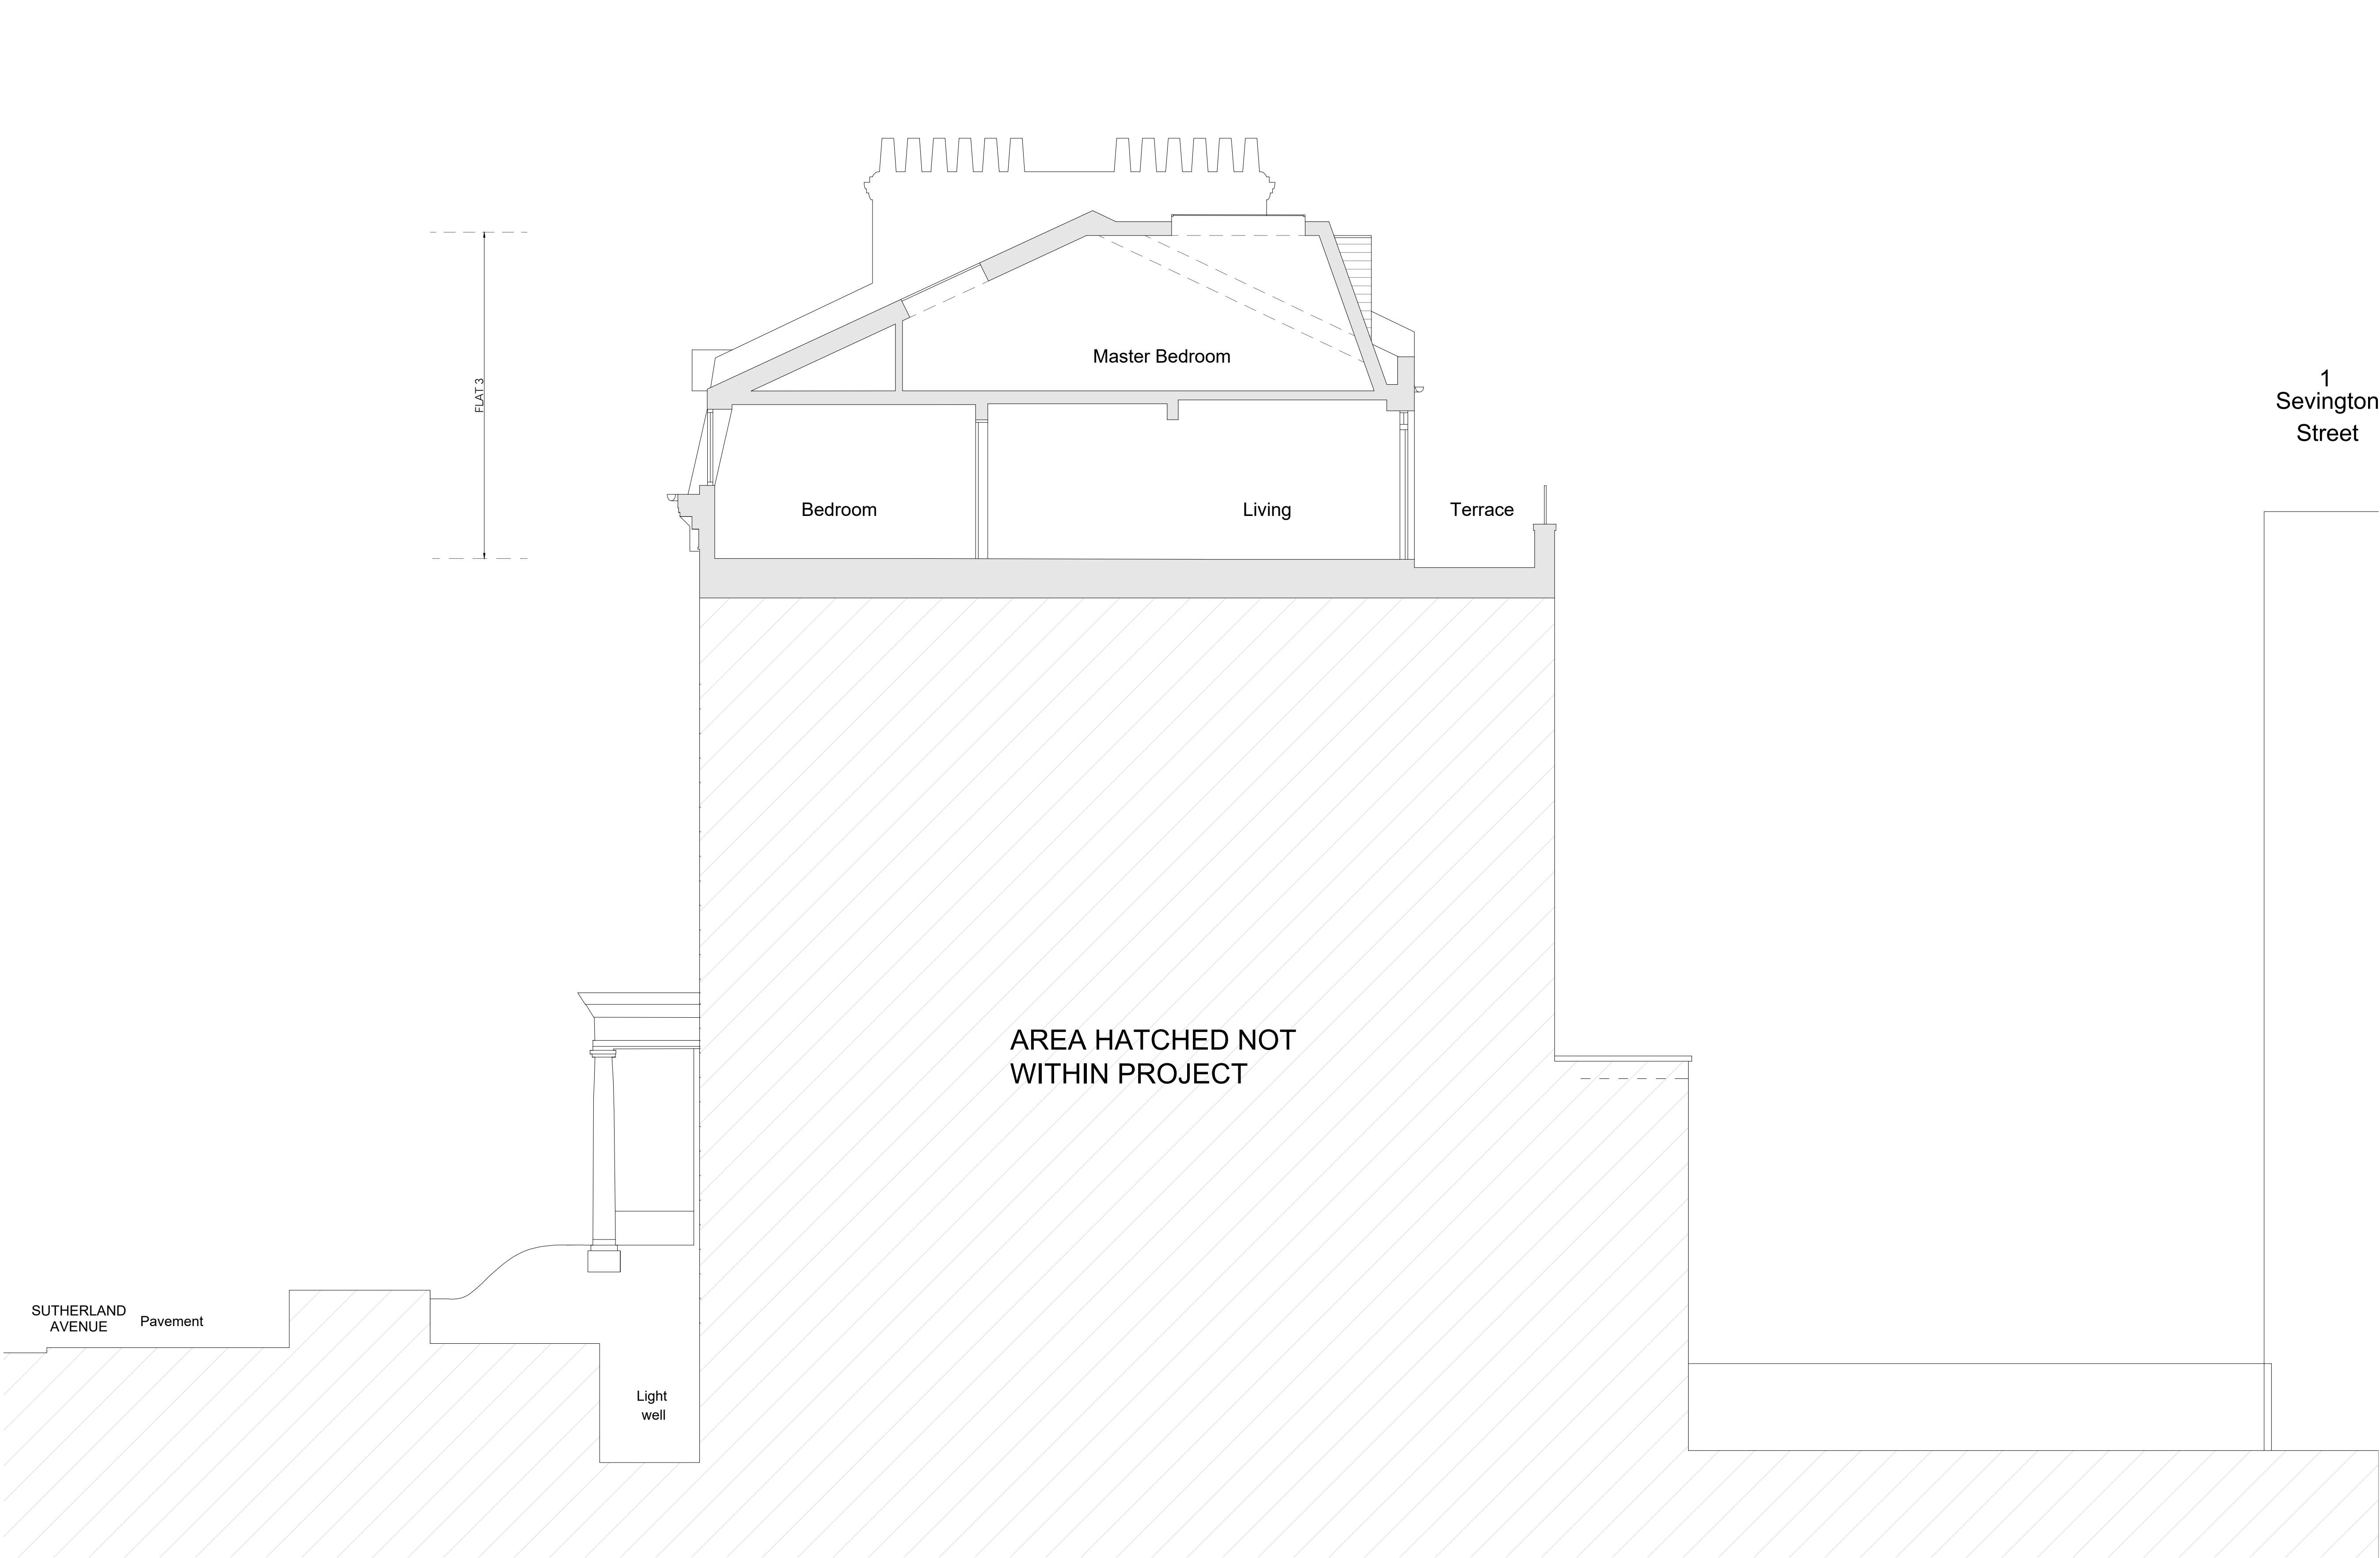 FLAT 3
Master Bedroom
1
Sevington
Street
Bedroom
Living
Terrace
AREA HATCHED NOT
WITHIN PROJECT
SUTHERLAND
AVENUE
Pavement
Light
well